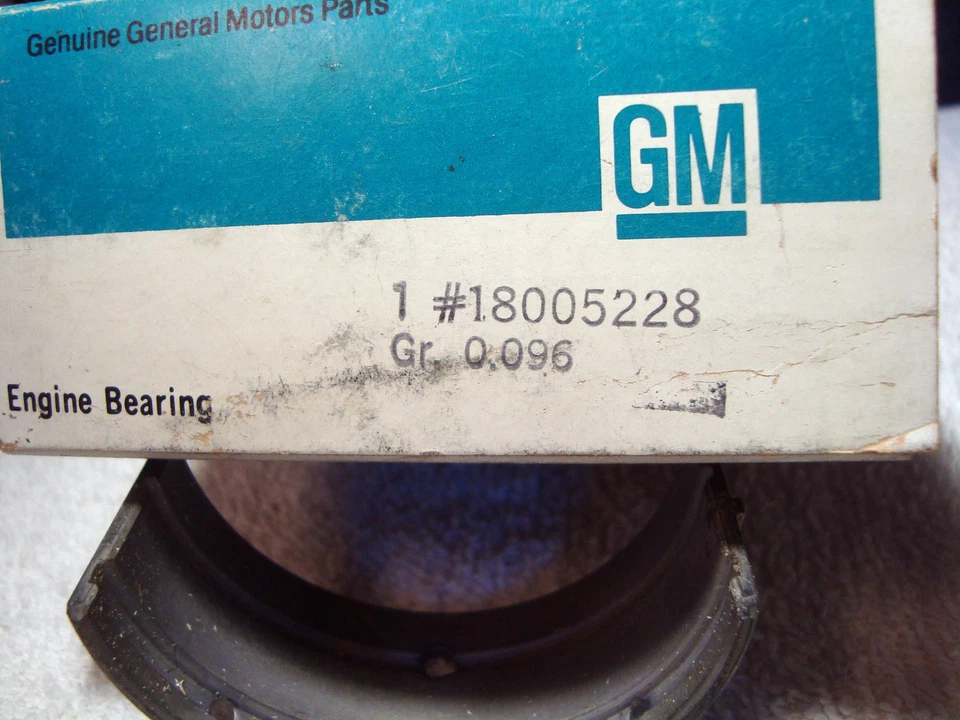 Genuine General Motors Parts
GM
1 #18005228
Gr. 0.096
Engine Bearing